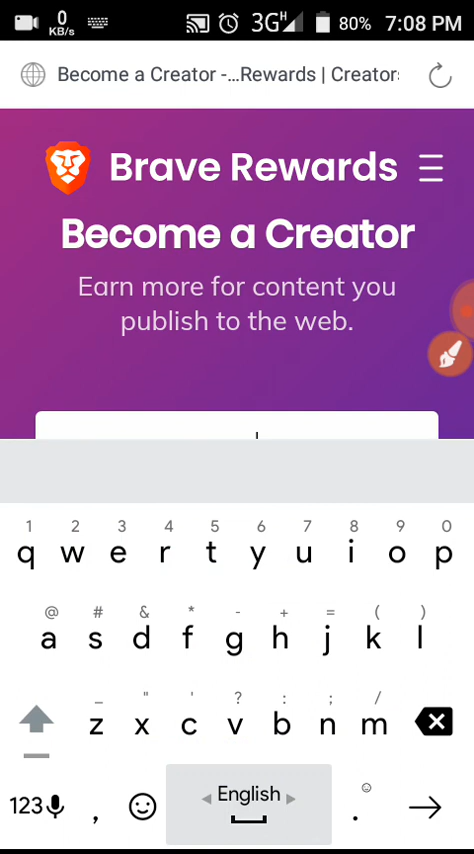 0 KB/s 3G H 80% 7:08 PM
Become a Creator -...Rewards | Creators
Brave Rewards
Become a Creator
Earn more for content you
publish to the web.
1 2 3 4 5 6 7 8 9 0
q w e r t y u i o p
@ # & * - + = ( )
a s d f g h j k l
_ " ' ? : ; /
z x c v b n m
123 , English .